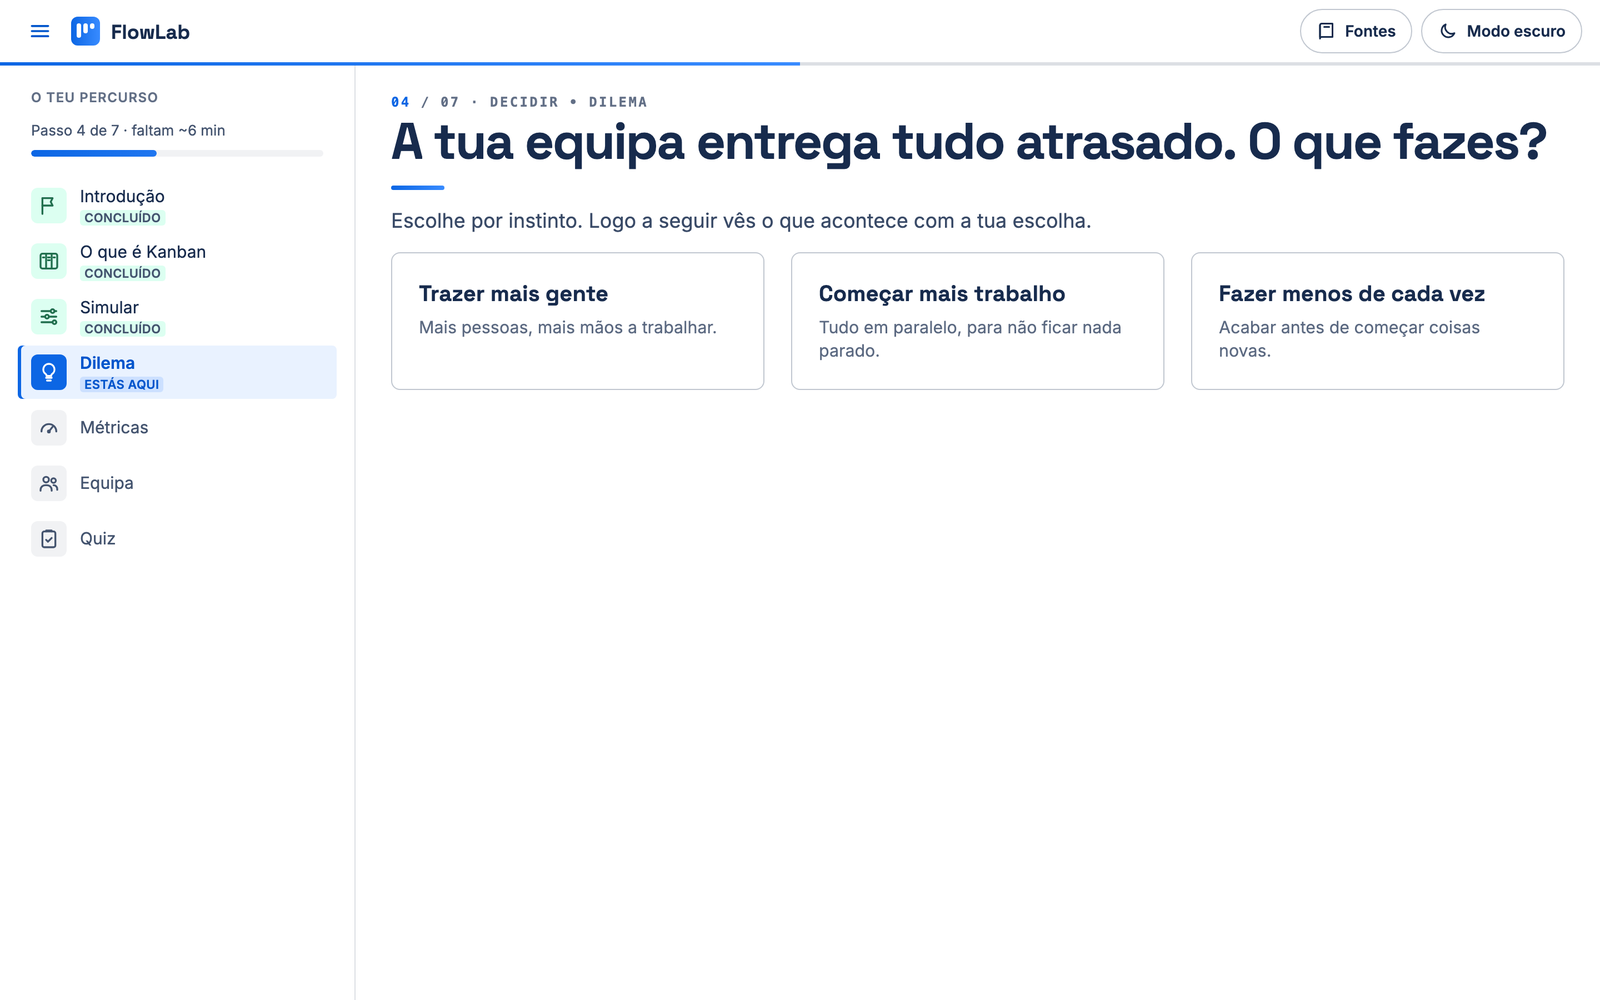 FlowLab
Fontes
Modo escuro
O TEU PERCURSO
Passo 4 de 7 · faltam ~6 min
Introdução
CONCLUÍDO
O que é Kanban
CONCLUÍDO
Simular
CONCLUÍDO
Dilema
ESTÁS AQUI
Métricas
Equipa
Quiz
04 / 07 · DECIDIR • DILEMA
A tua equipa entrega tudo atrasado. O que fazes?
Escolhe por instinto. Logo a seguir vês o que acontece com a tua escolha.
Trazer mais gente
Mais pessoas, mais mãos a trabalhar.
Começar mais trabalho
Tudo em paralelo, para não ficar nada
parado.
Fazer menos de cada vez
Acabar antes de começar coisas
novas.